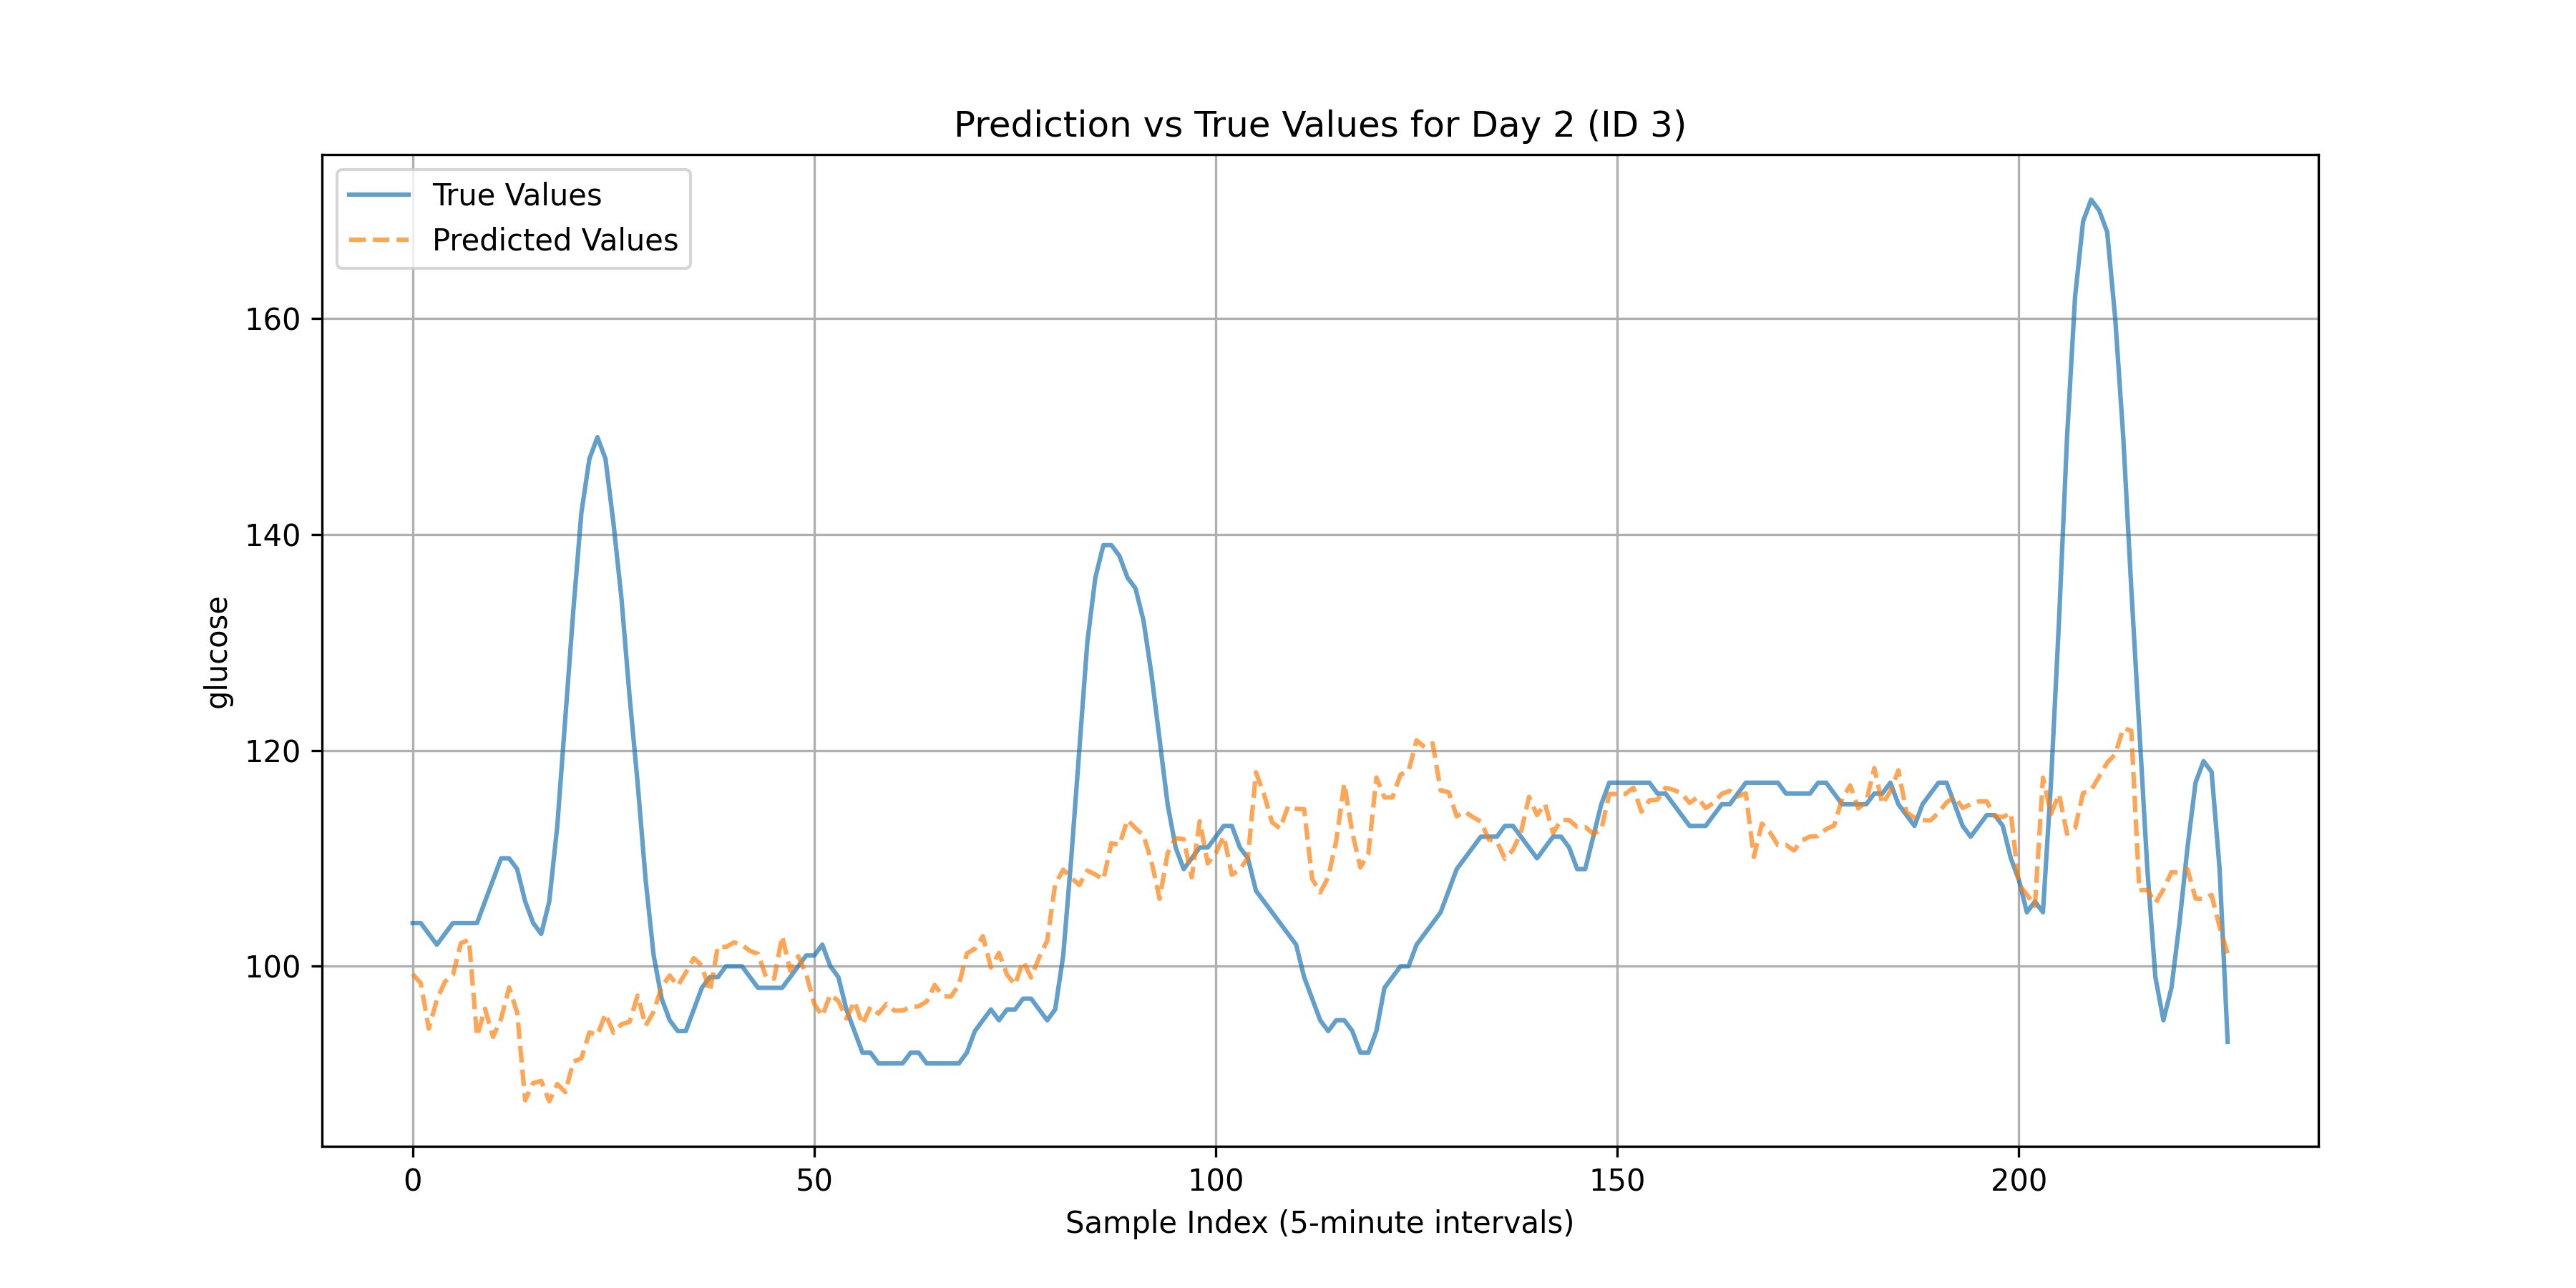 Prediction vs True Values for Day 2 (ID 3)
True Values
Predicted Values
160
140
120
100
glucose
0 50 100 150 200
Sample Index (5-minute intervals)